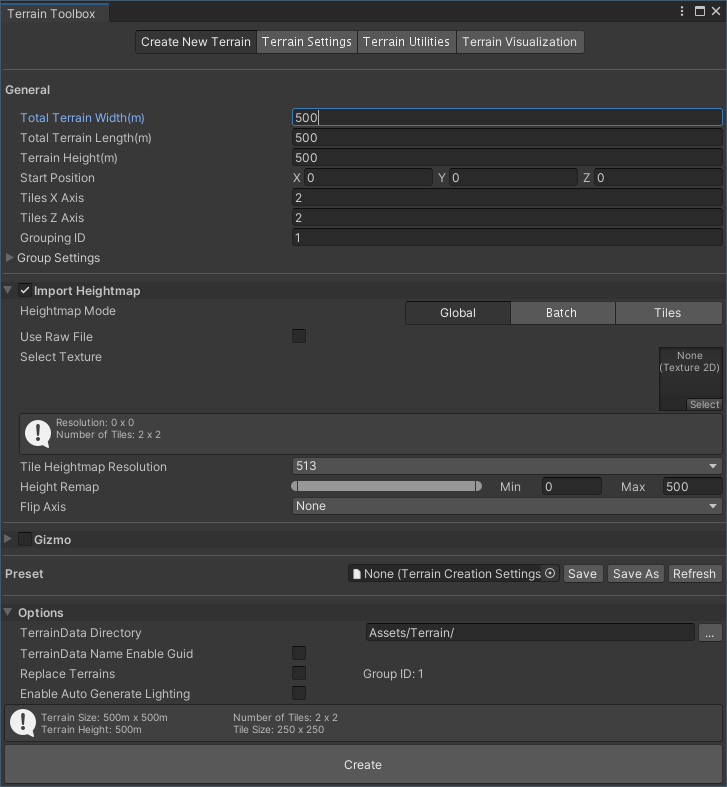 Terrain Toolbox
Create New Terrain Terrain Settings Terrain Utilities Terrain Visualization
General
Total Terrain Width(m) 500
Total Terrain Length(m) 500
Terrain Height(m) 500
Start Position X 0 Y 0 Z 0
Tiles X Axis 2
Tiles Z Axis 2
Grouping ID 1
Group Settings
Import Heightmap
Heightmap Mode Global Batch Tiles
Use Raw File
Select Texture None
(Texture 2D)
Select
Resolution: 0 x 0
Number of Tiles: 2 x 2
Tile Heightmap Resolution 513
Height Remap Min 0 Max 500
Flip Axis None
Gizmo
Preset None (Terrain Creation Settings Save Save As Refresh
Options
TerrainData Directory Assets/Terrain/ ...
TerrainData Name Enable Guid
Replace Terrains Group ID: 1
Enable Auto Generate Lighting
Terrain Size: 500m x 500m Number of Tiles: 2 x 2
Terrain Height: 500m Tile Size: 250 x 250
Create